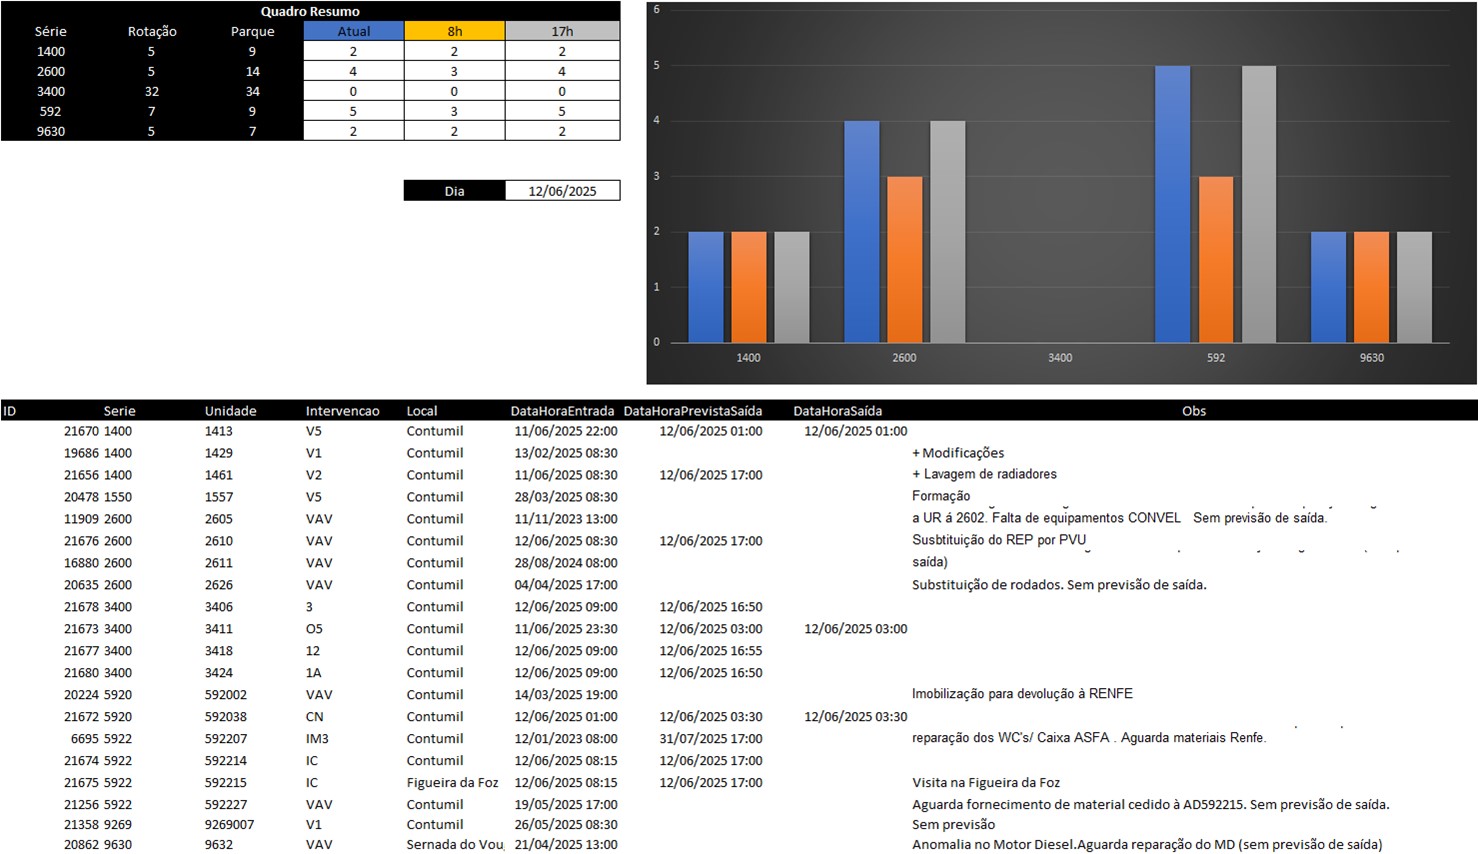 Quadro Resumo
Série Rotação Parque Atual 8h 17h
1400 5 9 2 2 2
2600 5 14 4 3 4
3400 32 34 0 0 0
592 7 9 5 3 5
9630 5 7 2 2 2
Dia 12/06/2025
6
5
4
3
2
1
0
1400 2600 3400 592 9630
ID Serie Unidade Intervencao Local DataHoraEntrada DataHoraPrevistaSaída DataHoraSaída Obs
21670 1400 1413 V5 Contumil 11/06/2025 22:00 12/06/2025 01:00 12/06/2025 01:00
19686 1400 1429 V1 Contumil 13/02/2025 08:30 + Modificações
21656 1400 1461 V2 Contumil 11/06/2025 08:30 12/06/2025 17:00 + Lavagem de radiadores
20478 1550 1557 V5 Contumil 28/03/2025 08:30 Formação
11909 2600 2605 VAV Contumil 11/11/2023 13:00 a UR á 2602. Falta de equipamentos CONVEL Sem previsão de saída.
21676 2600 2610 VAV Contumil 12/06/2025 08:30 12/06/2025 17:00 Susbtituição do REP por PVU
16880 2600 2611 VAV Contumil 28/08/2024 08:00 saída)
20635 2600 2626 VAV Contumil 04/04/2025 17:00 Substituição de rodados. Sem previsão de saída.
21678 3400 3406 3 Contumil 12/06/2025 09:00 12/06/2025 16:50
21673 3400 3411 O5 Contumil 11/06/2025 23:30 12/06/2025 03:00 12/06/2025 03:00
21677 3400 3418 12 Contumil 12/06/2025 09:00 12/06/2025 16:55
21680 3400 3424 1A Contumil 12/06/2025 09:00 12/06/2025 16:50
20224 5920 592002 VAV Contumil 14/03/2025 19:00 Imobilização para devolução à RENFE
21672 5920 592038 CN Contumil 12/06/2025 01:00 12/06/2025 03:30 12/06/2025 03:30
6695 5922 592207 IM3 Contumil 12/01/2023 08:00 31/07/2025 17:00 reparação dos WC's/ Caixa ASFA . Aguarda materiais Renfe.
21674 5922 592214 IC Contumil 12/06/2025 08:15 12/06/2025 17:00
21675 5922 592215 IC Figueira da Foz 12/06/2025 08:15 12/06/2025 17:00 Visita na Figueira da Foz
21256 5922 592227 VAV Contumil 19/05/2025 17:00 Aguarda fornecimento de material cedido à AD592215. Sem previsão de saída.
21358 9269 9269007 V1 Contumil 26/05/2025 08:30 Sem previsão
20862 9630 9632 VAV Sernada do Vou 21/04/2025 13:00 Anomalia no Motor Diesel.Aguarda reparação do MD (sem previsão de saída)